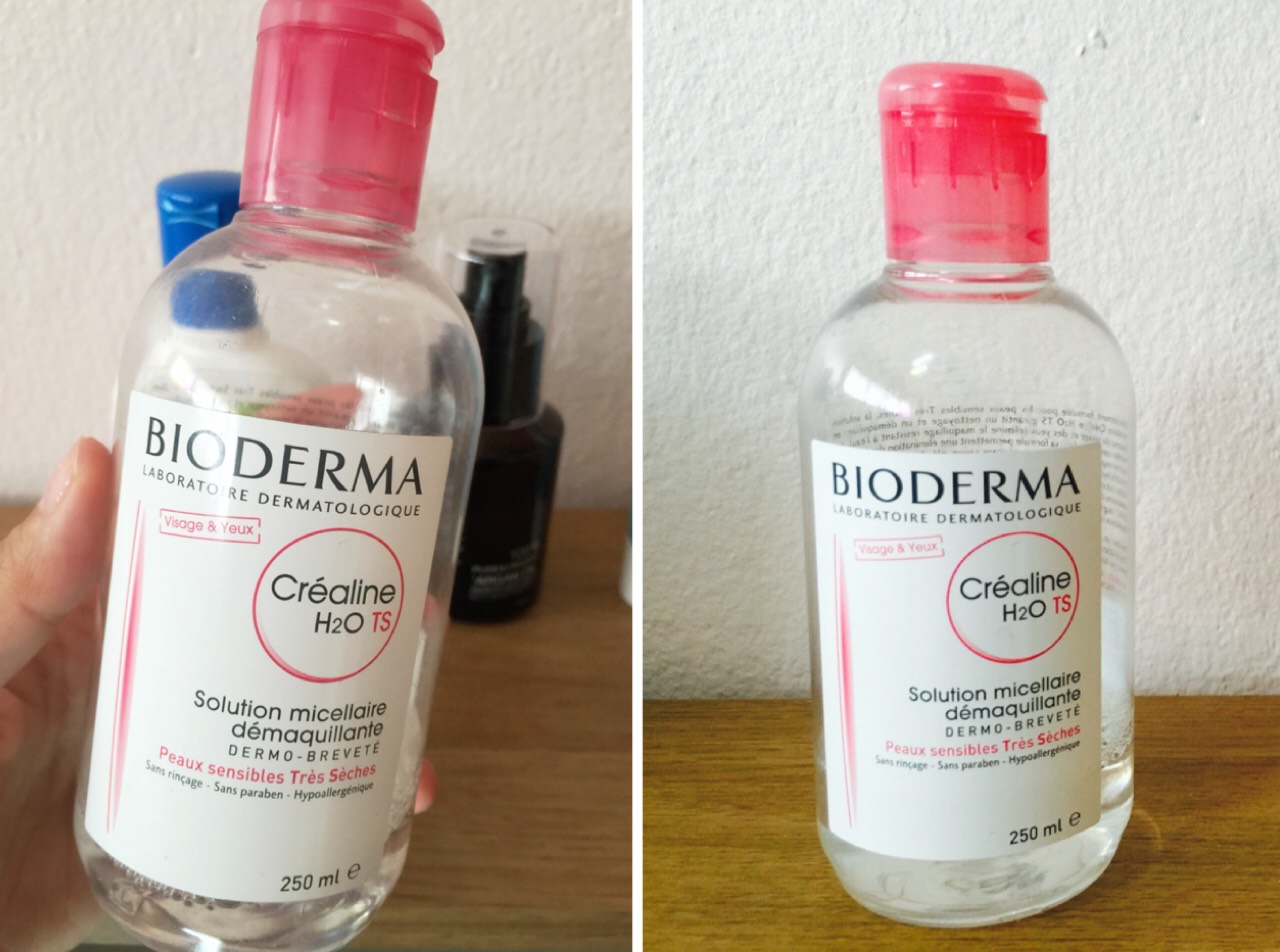 BIODERMA
LABORATOIRE DERMATOLOGIQUE
Visage & Yeux
Créaline
H2O TS
Solution micellaire
démaquillante
DERMO-BREVETÉ
Peaux sensibles Très Sèches
Sans rinçage - Sans paraben - Hypoallergénique
250 ml e
BIODERMA
LABORATOIRE DERMATOLOGIQUE
Visage & Yeux
Créaline
H2O TS
Solution micellaire
démaquillante
DERMO-BREVETÉ
Peaux sensibles Très Sèches
Sans rinçage - Sans paraben - Hypoallergénique
250 ml e